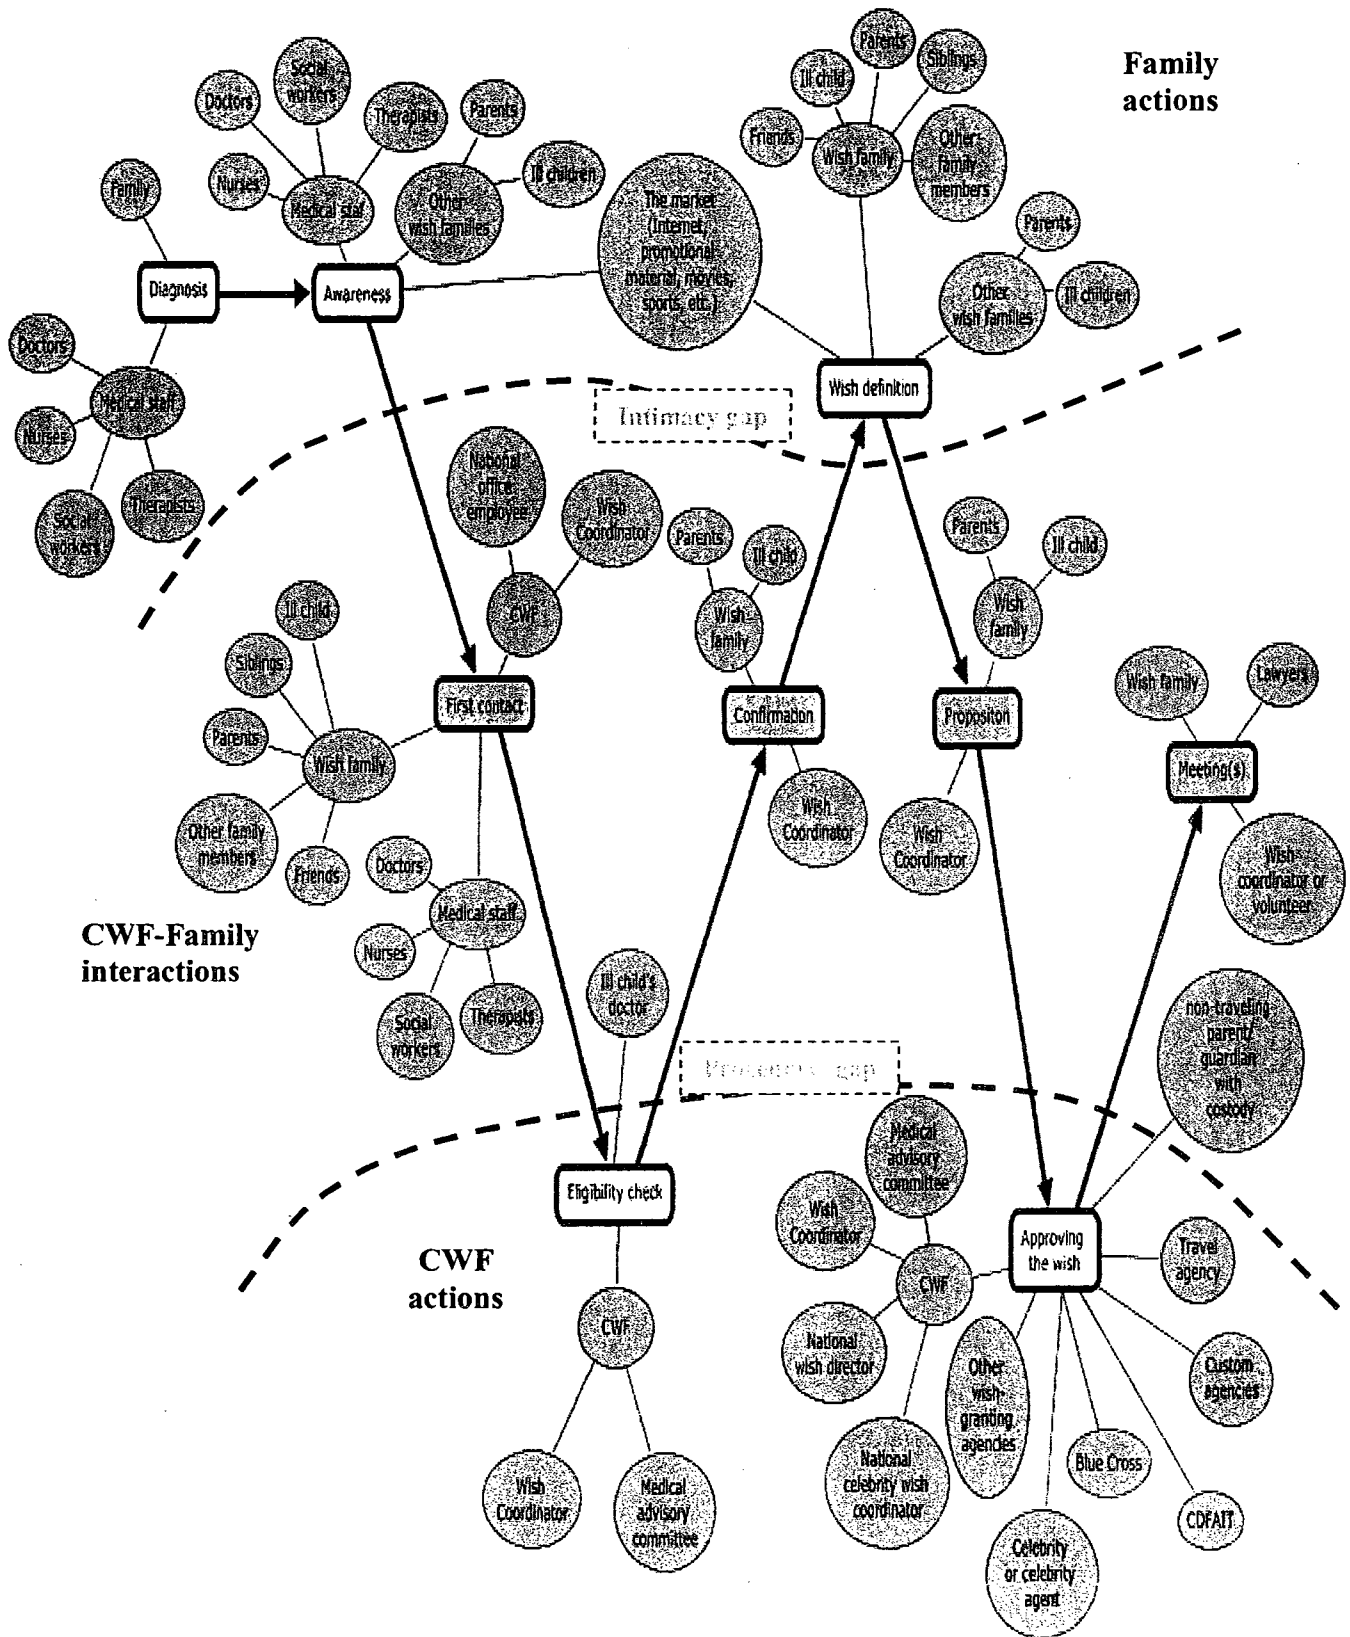 Family
actions
Parents
Siblings
Ill child
Friends
Wish family
Other
family
members
Social
workers
Doctors
Therapists
Parents
Nurses
Medical staf
Other
wish families
Ill children
Family
The market
(Internet,
promotional
material, movies,
sports, etc.)
Parents
Other
wish families
Ill children
Diagnosis
Awareness
Doctors
Medical staff
Nurses
Social
workers
Therapists
Wish definition
Intimacy gap
National
office
employee
Wish
Coordinator
CWF
Parents
Ill child
Wish
family
Parents
Ill child
Wish
family
Ill child
Siblings
Parents
Wish family
Other family
members
Friends
First contact
Confirmation
Propositon
Wish family
Lawyers
Meeting(s)
Wish
Coordinator
Wish
Coordinator
Wish
coordinator or
volunteer
Doctors
Medical staff
Nurses
Social
workers
Therapists
CWF-Family
interactions
Ill child's
doctor
non-traveling
parent/
guardian
with
custody
gap
Eligibility check
Medical
advisory
committee
Wish
Coordinator
CWF
Approving
the wish
Travel
agency
CWF
actions
CWF
National
wish director
Other
wish-
granting
agencies
Custom
agencies
Wish
Coordinator
Medical
advisory
committee
National
celebrity wish
coordinator
Blue Cross
CDFAIT
Celebrity
or celebrity
agent